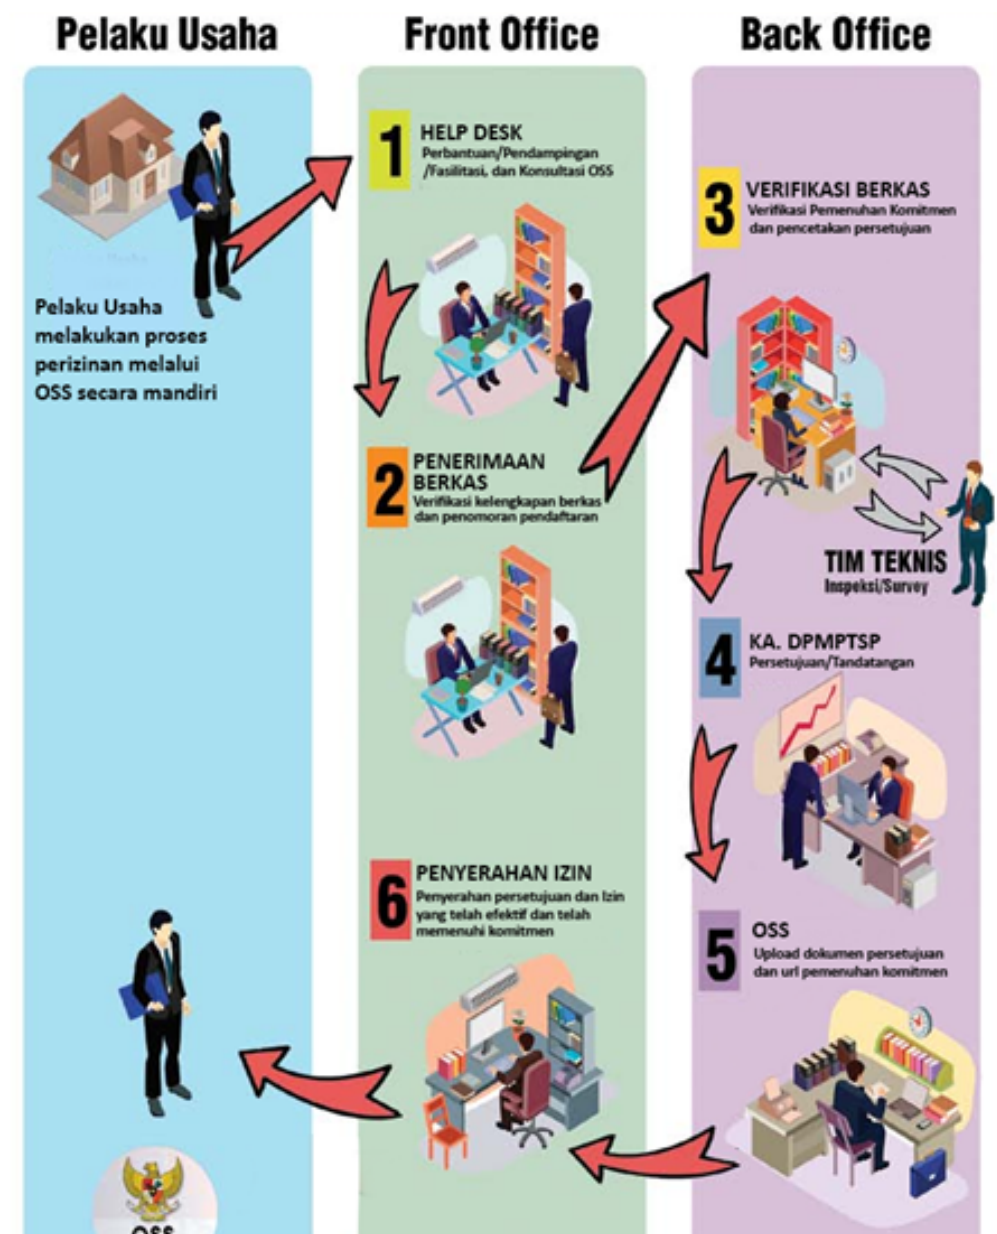 Pelaku Usaha
Front Office
Back Office
Pelaku Usaha
melakukan proses
perizinan melalui
OSS secara mandiri
1
HELP DESK
Perbantuan/Pendampingan
/Fasilitasi, dan Konsultasi OSS
2
PENERIMAAN
BERKAS
Verifikasi kelengkapan berkas
dan penomoran pendaftaran
3
VERIFIKASI BERKAS
Verifikasi Pemenuhan Komitmen
dan pencetakan persetujuan
TIM TEKNIS
Inspeksi/Survey
4
KA. DPMPTSP
Persetujuan/Tandatangan
5
OSS
Upload dokumen persetujuan
dan url pemenuhan komitmen
6
PENYERAHAN IZIN
Penyerahan persetujuan dan Izin
yang telah efektif dan telah
memenuhi komitmen
OSS